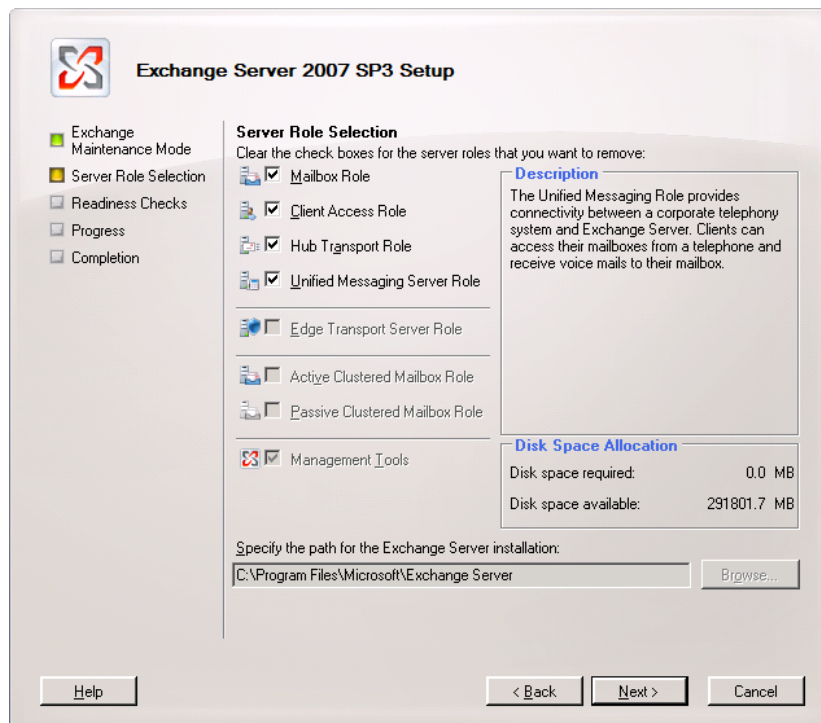 Exchange Server 2007 SP3 Setup
Exchange
Maintenance Mode
Server Role Selection
Readiness Checks
Progress
Completion
Server Role Selection
Clear the check boxes for the server roles that you want to remove:
Mailbox Role
Client Access Role
Hub Transport Role
Unified Messaging Server Role
Edge Transport Server Role
Active Clustered Mailbox Role
Passive Clustered Mailbox Role
Management Tools
Description
The Unified Messaging Role provides
connectivity between a corporate telephony
system and Exchange Server. Clients can
access their mailboxes from a telephone and
receive voice mails to their mailbox.
Disk Space Allocation
Disk space required: 0.0 MB
Disk space available: 291801.7 MB
Specify the path for the Exchange Server installation:
C:\Program Files\Microsoft\Exchange Server
Browse...
Help
< Back
Next >
Cancel